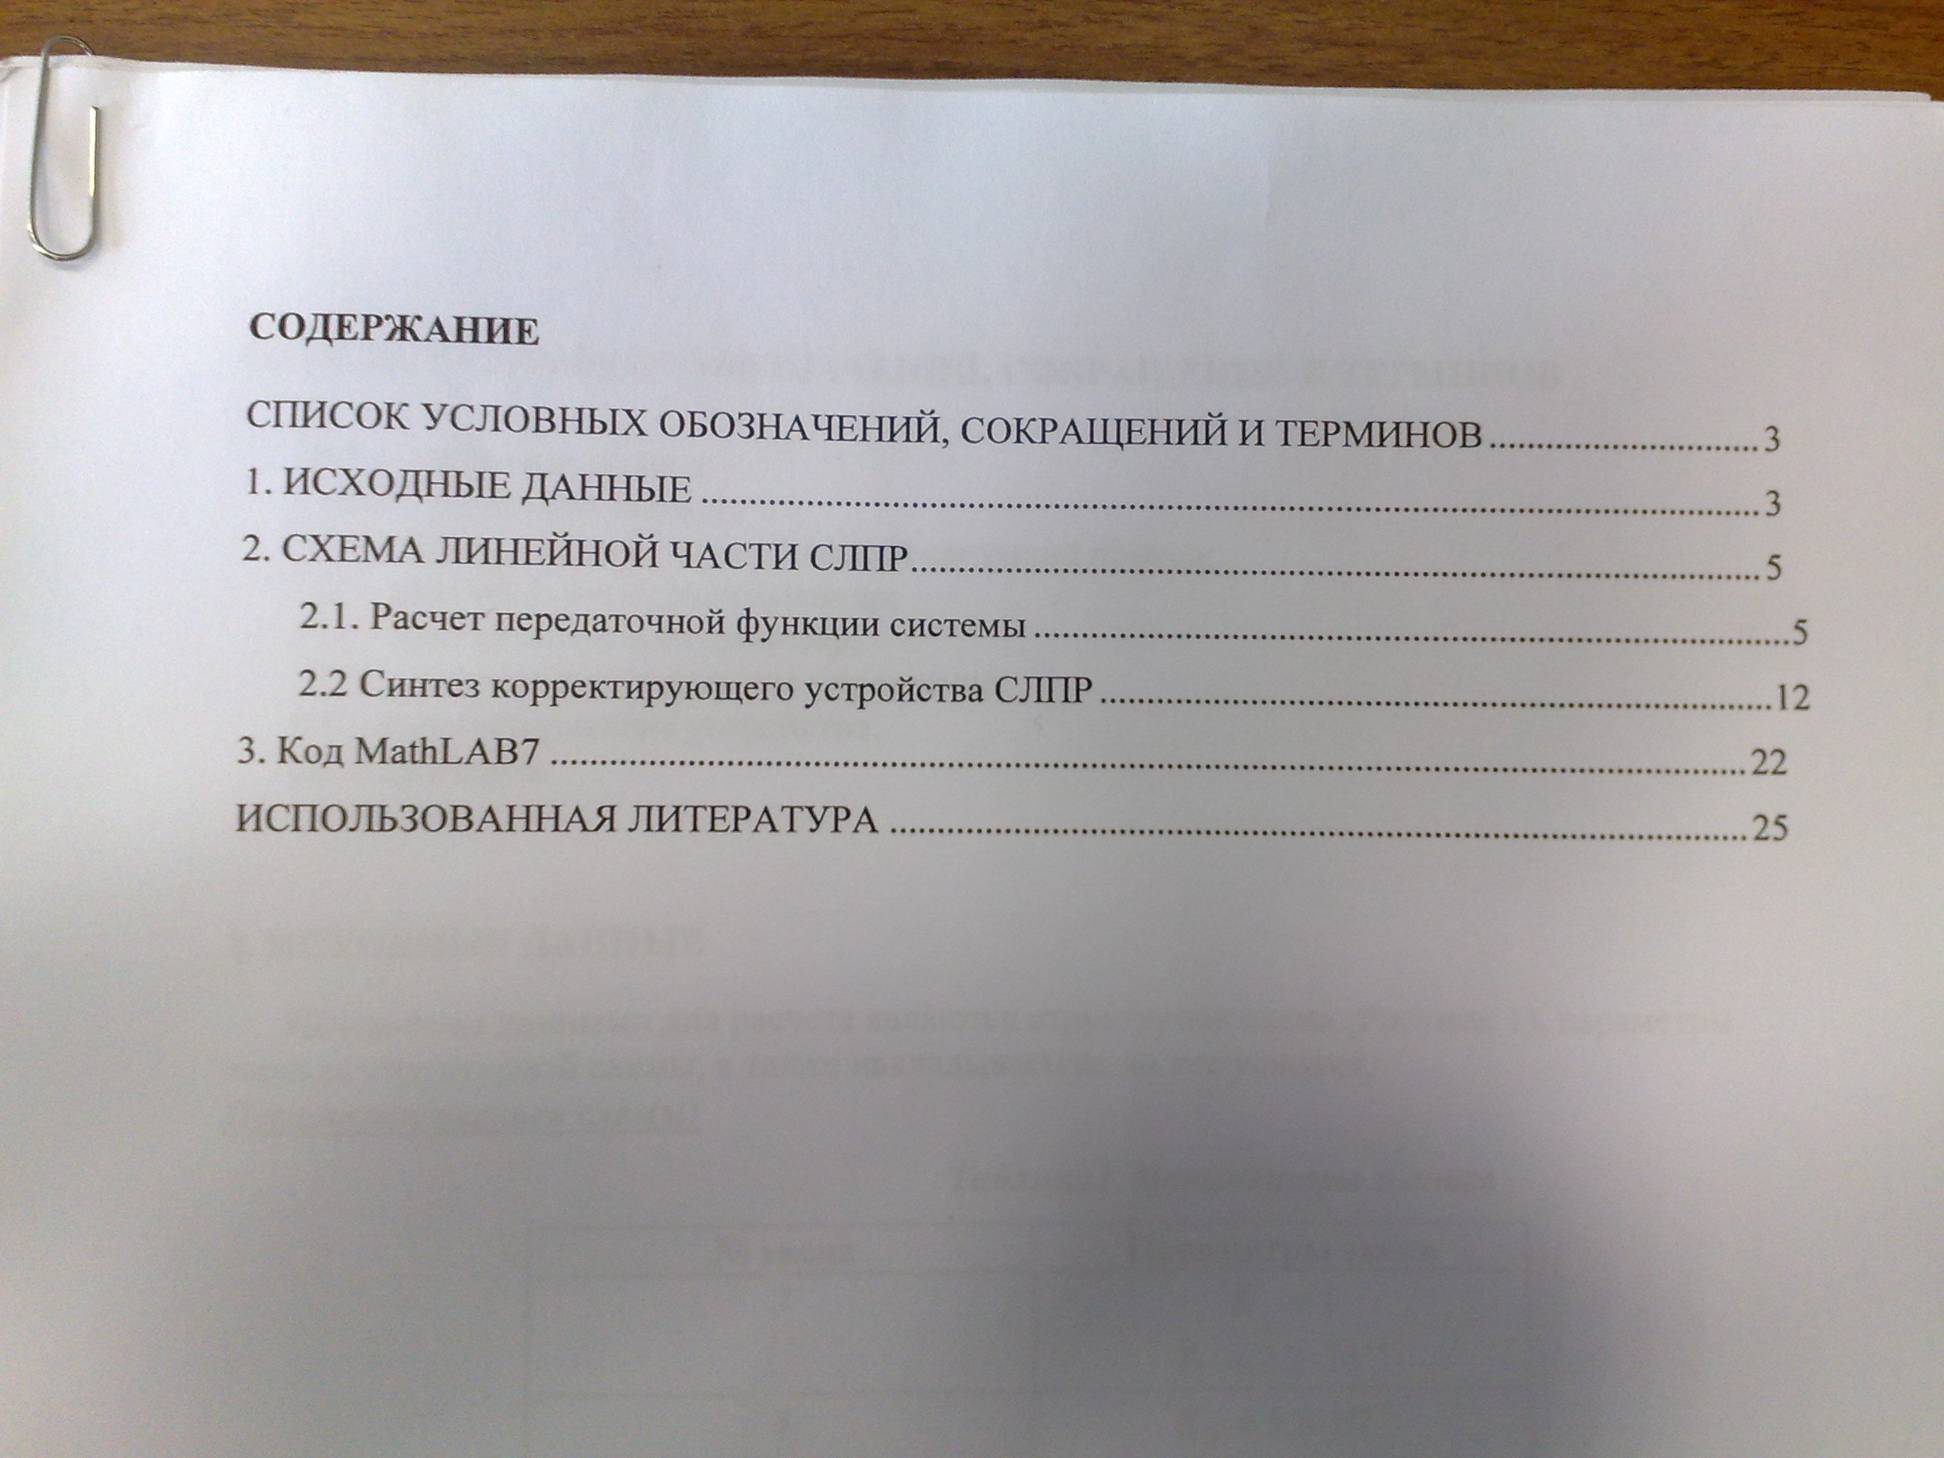 СОДЕРЖАНИЕ
СПИСОК УСЛОВНЫХ ОБОЗНАЧЕНИЙ, СОКРАЩЕНИЙ И ТЕРМИНОВ............................3
1. ИСХОДНЫЕ ДАННЫЕ ............................3
2. СХЕМА ЛИНЕЙНОЙ ЧАСТИ СЛПР............................5
2.1. Расчет передаточной функции системы............................5
2.2 Синтез корректирующего устройства СЛПР............................12
3. Код MathLAB7 ............................22
ИСПОЛЬЗОВАННАЯ ЛИТЕРАТУРА ............................25